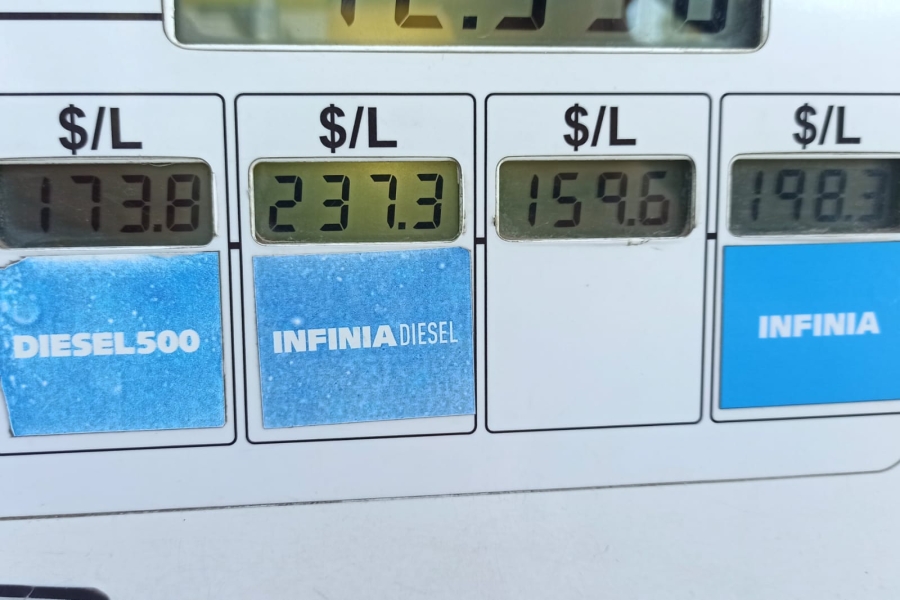 $/L $/L $/L $/L
173.8 237.3 159.6 198.3
DIESEL500 INFINIA DIESEL INFINIA